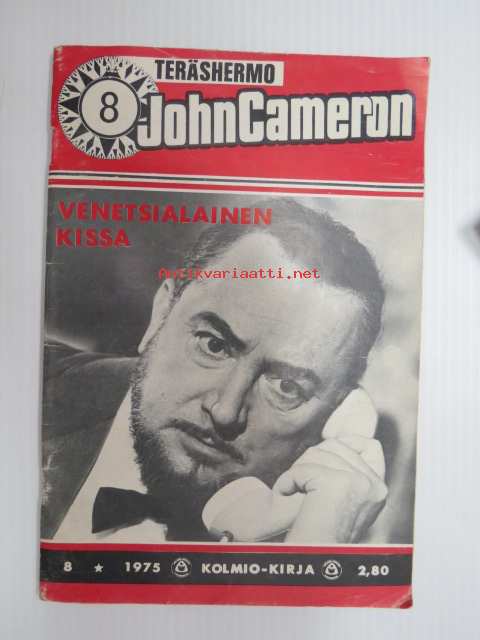 TERÄSHERMO
8
JohnCameron
VENETSIALAINEN
KISSA
Antikvariaatti.net
8 ★ 1975 KOLMIO-KIRJA 2,80